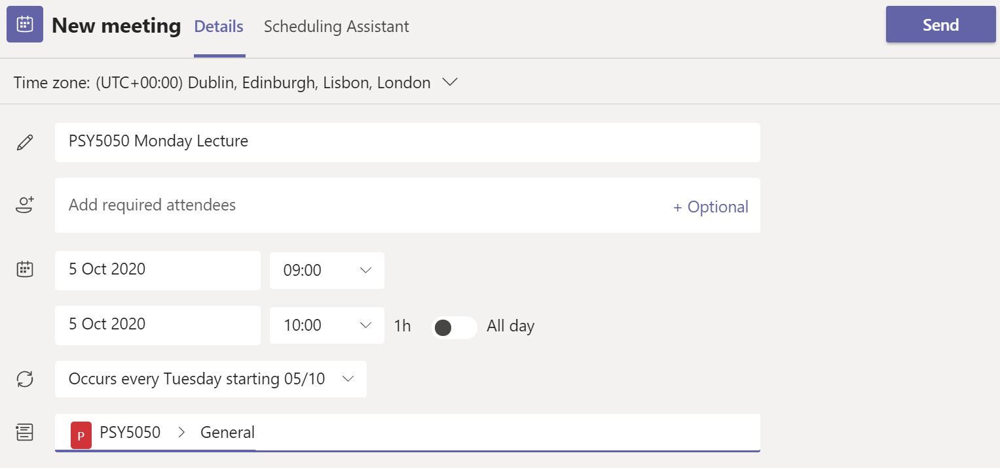 New meeting Details Scheduling Assistant Send
Time zone: (UTC+00:00) Dublin, Edinburgh, Lisbon, London
PSY5050 Monday Lecture
Add required attendees + Optional
5 Oct 2020 09:00
5 Oct 2020 10:00 1h All day
Occurs every Tuesday starting 05/10
P PSY5050 > General